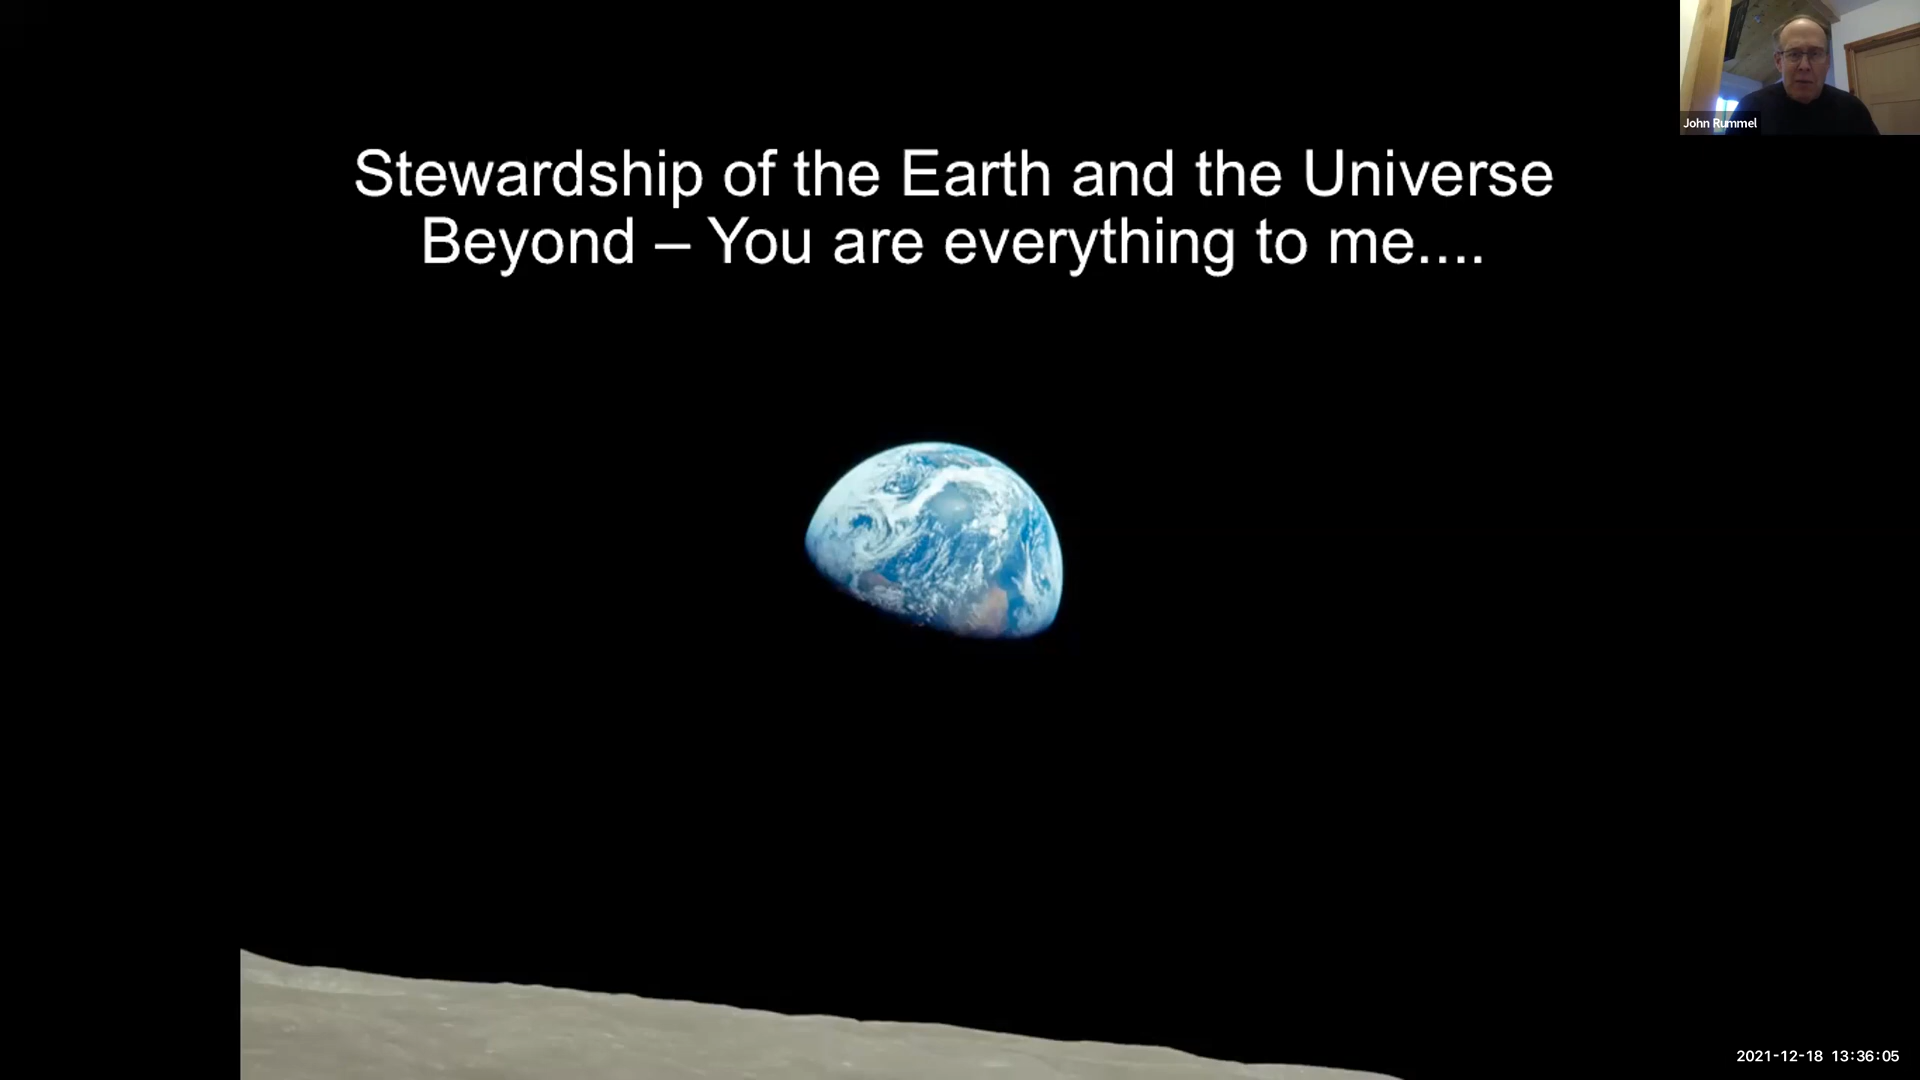 John Rummel
Stewardship of the Earth and the Universe
Beyond – You are everything to me....
2021-12-18 13:36:05